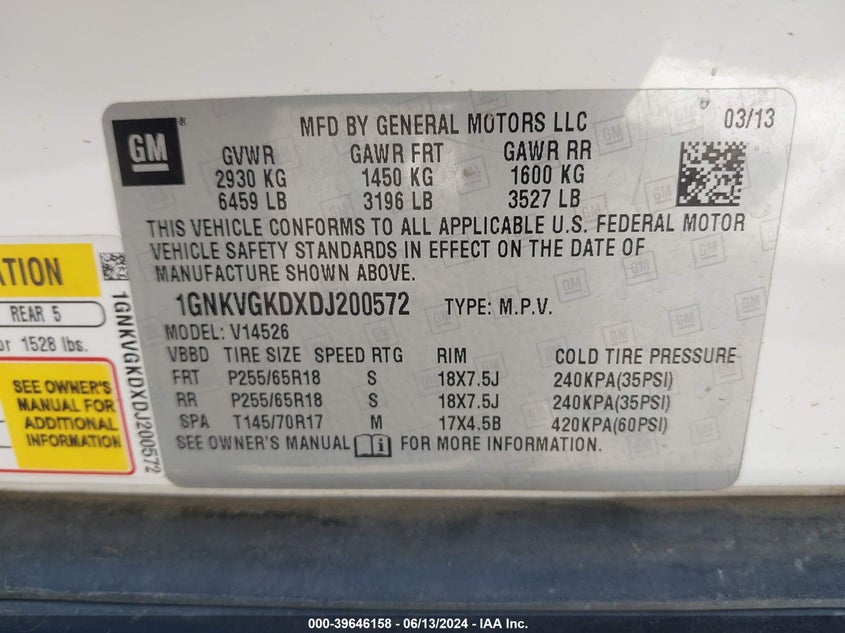 GM
®
MFD BY GENERAL MOTORS LLC
03/13
GVWR GAWR FRT GAWR RR
2930 KG 1450 KG 1600 KG
6459 LB 3196 LB 3527 LB
THIS VEHICLE CONFORMS TO ALL APPLICABLE U.S. FEDERAL MOTOR
VEHICLE SAFETY STANDARDS IN EFFECT ON THE DATE OF
MANUFACTURE SHOWN ABOVE.
1GNKVGKDXDJ200572 TYPE: M.P.V.
MODEL: V14526
VBBD TIRE SIZE SPEED RTG RIM COLD TIRE PRESSURE
FRT P255/65R18 S 18X7.5J 240KPA(35PSI)
RR P255/65R18 S 18X7.5J 240KPA(35PSI)
SPA T145/70R17 M 17X4.5B 420KPA(60PSI)
SEE OWNER'S MANUAL i FOR MORE INFORMATION.
ATION
REAR 5
or 1528 lbs.
SEE OWNER'S
MANUAL FOR
ADDITIONAL
INFORMATION
1GNKVGKDXDJ200572
000-39646158 - 06/13/2024 - IAA Inc.